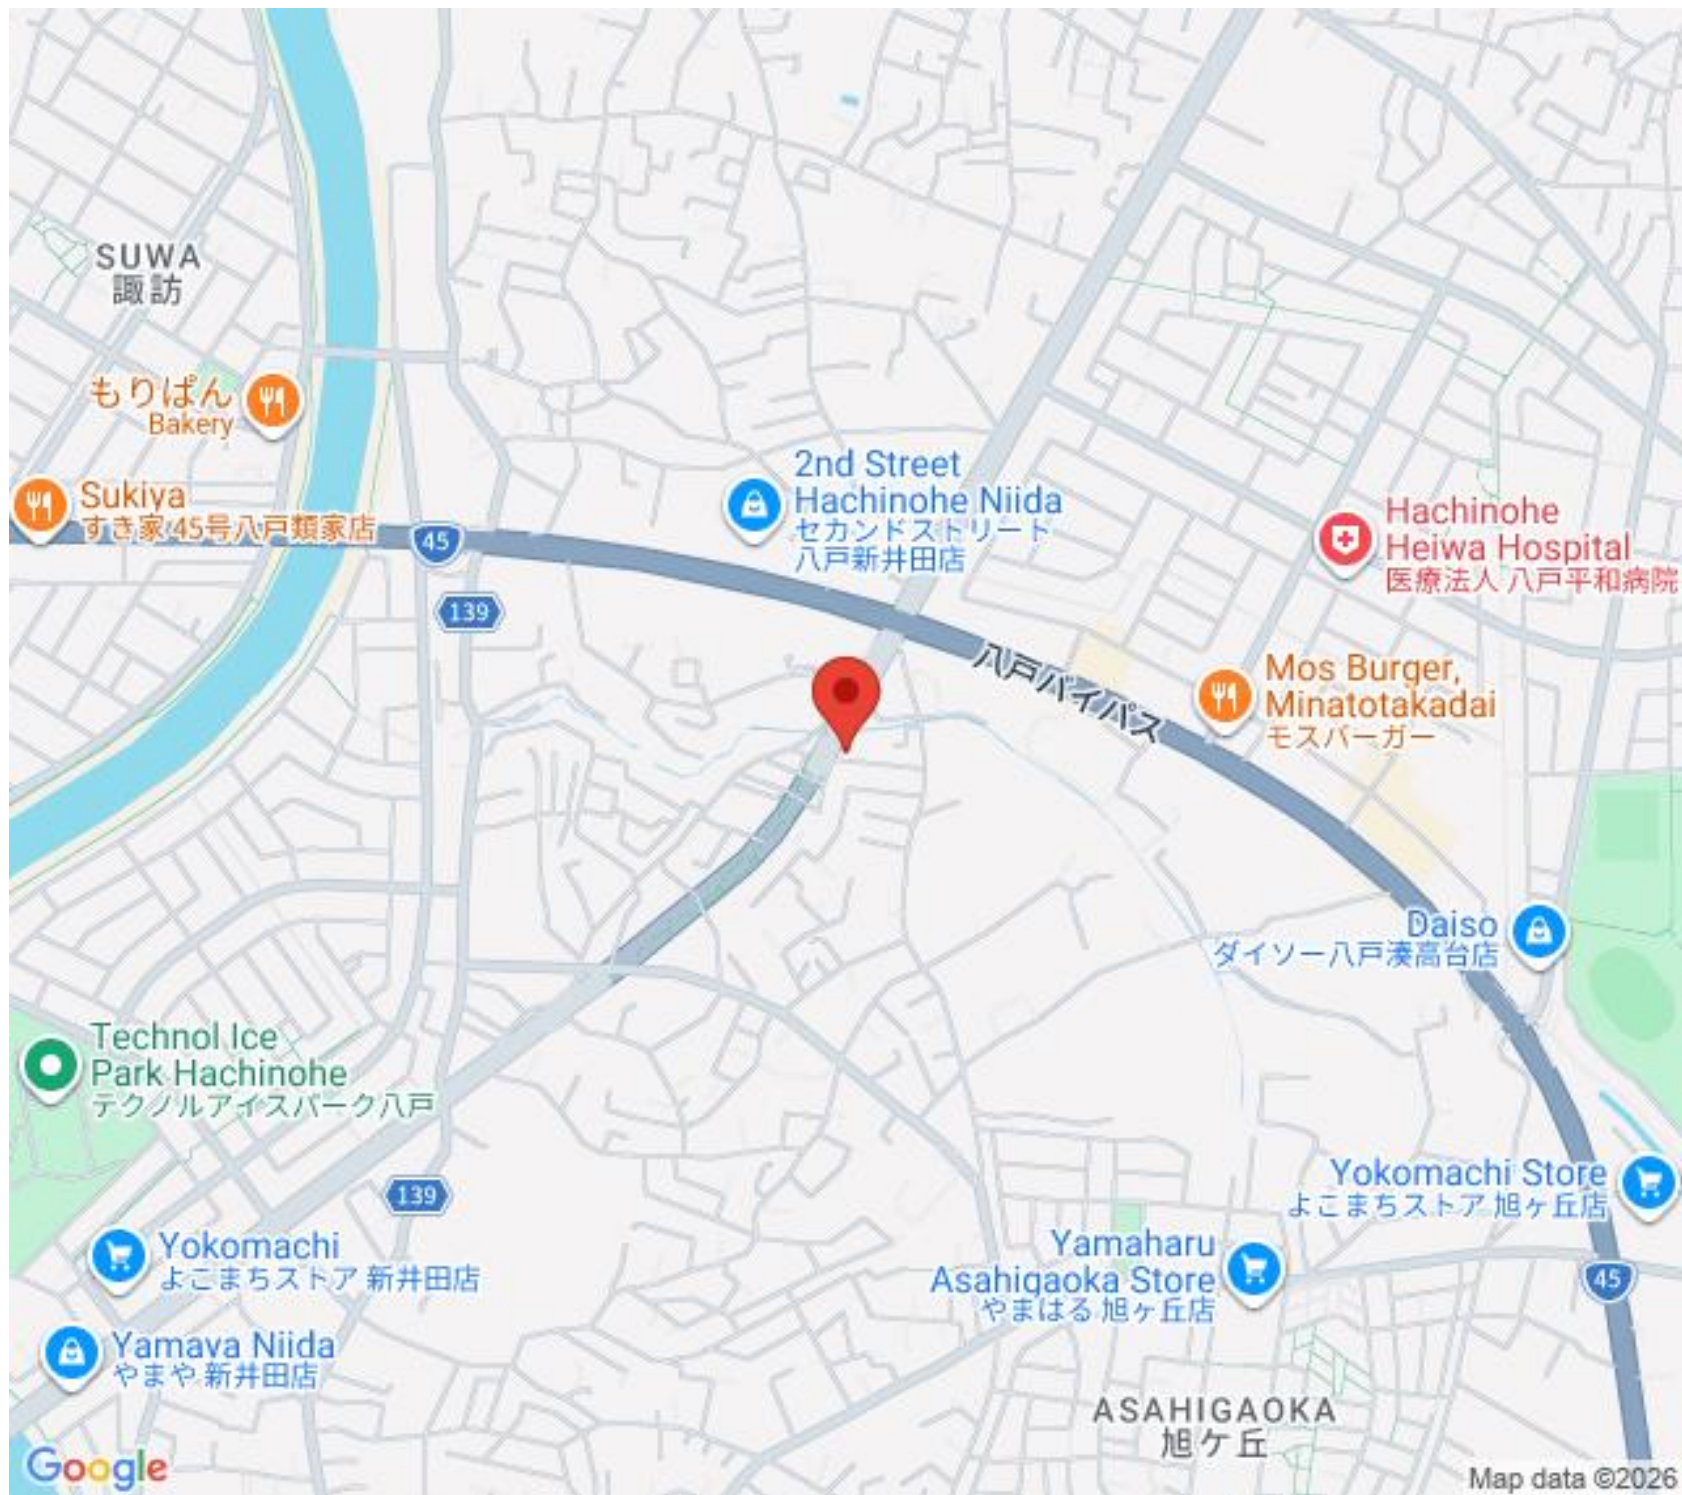 SUWA
諏訪
もりぱん
Bakery
Sukiya
すき家 45号八戸類家店
45
139
2nd Street
Hachinohe Niida
セカンドストリート
八戸新井田店
Hachinohe
Heiwa Hospital
医療法人 八戸平和病院
八戸バイパス
Mos Burger,
Minatotakadai
モスバーガー
Daiso
ダイソー八戸湊高台店
Technol Ice
Park Hachinohe
テクノルアイスパーク八戸
139
Yokomachi Store
よこまちストア 旭ヶ丘店
Yokomachi
よこまちストア 新井田店
Yamaharu
Asahigaoka Store
やまはる 旭ヶ丘店
45
Yamaya Niida
やまや 新井田店
ASAHIGAOKA
旭ケ丘
Google
Map data ©2026